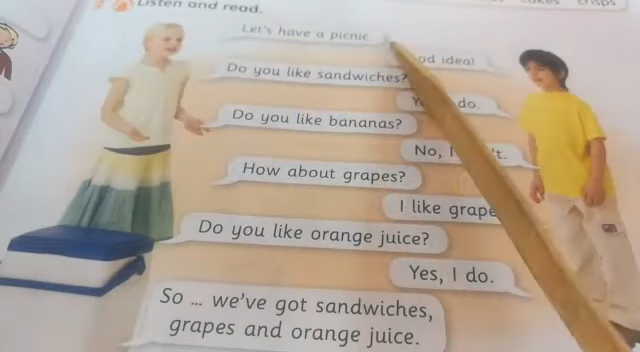 cakes crisps
Listen and read.
Let's have a picnic.
od idea!
Do you like sandwiches?
do.
Do you like bananas?
No, I 't.
How about grapes?
I like grape
Do you like orange juice?
Yes, I do.
So ... we've got sandwiches,
grapes and orange juice.